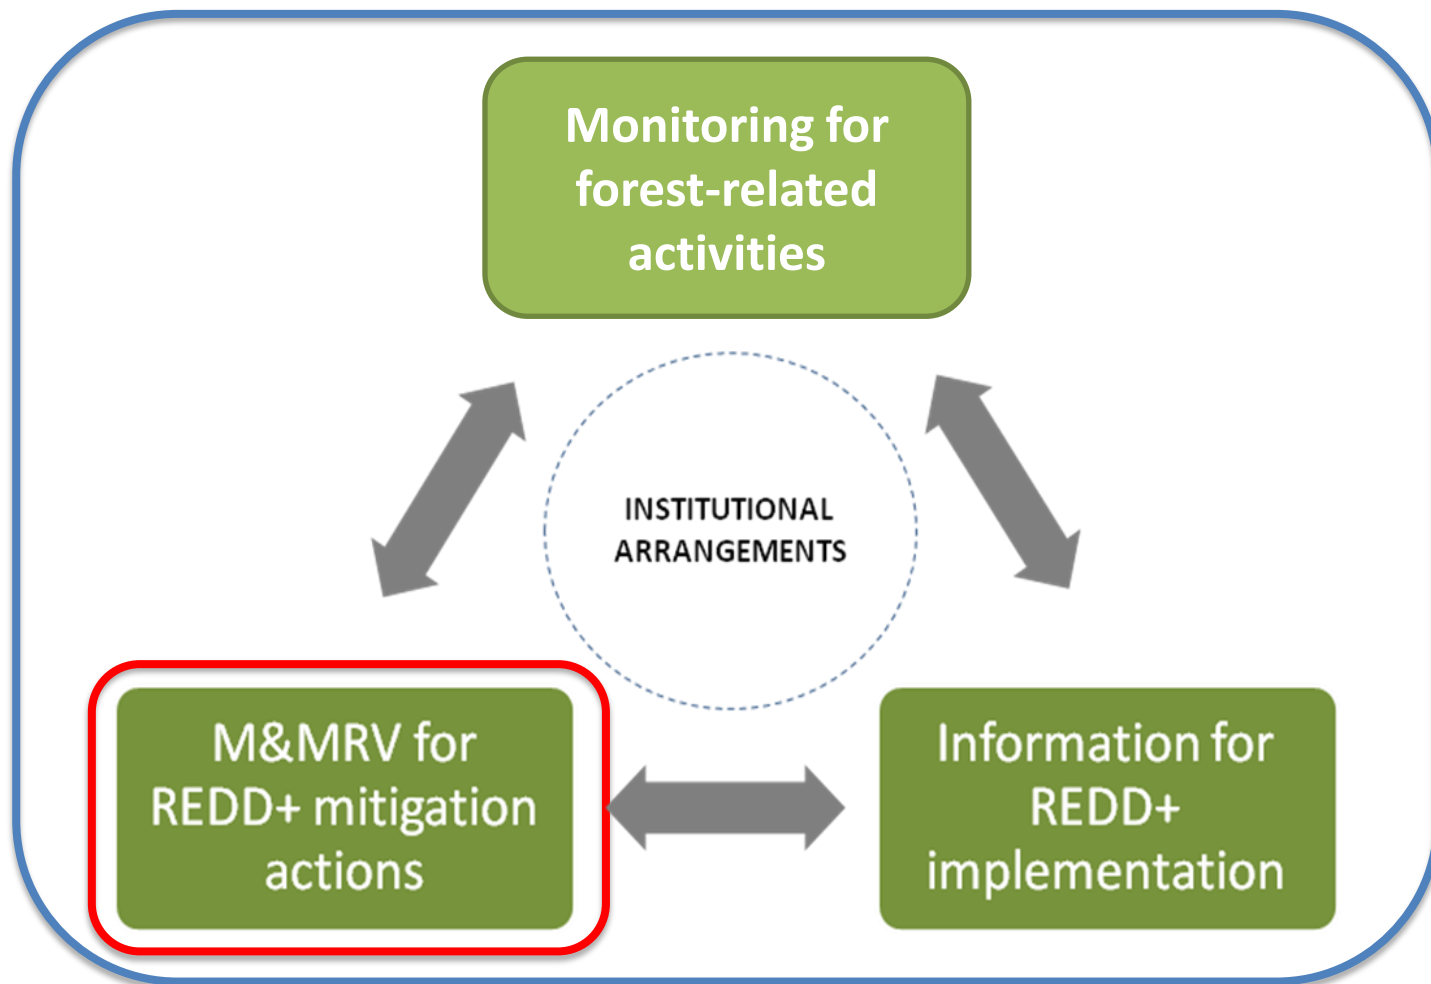 Monitoring for
forest-related
activities
INSTITUTIONAL
ARRANGEMENTS
M&MRV for
REDD+ mitigation
actions
Information for
REDD+
implementation